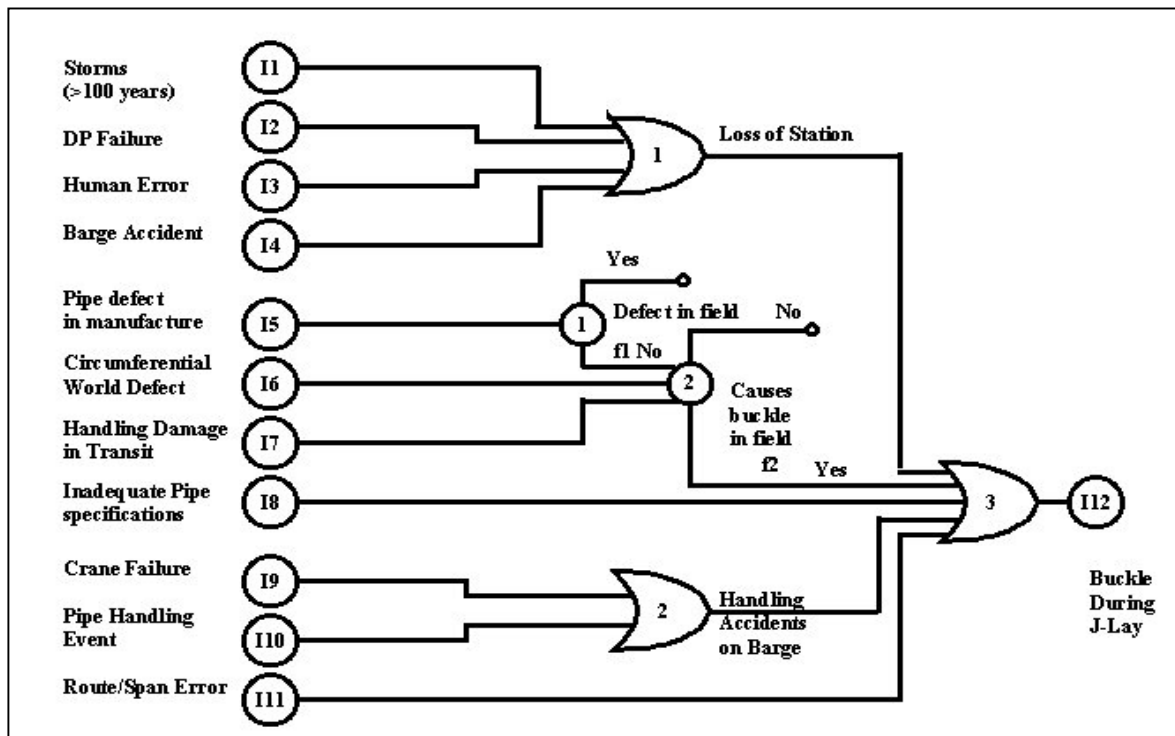 Storms
(>100 years)
I1
DP Failure
I2
Human Error
I3
Barge Accident
I4
1
Loss of Station
Pipe defect
in manufacture
I5
1
Yes
Defect in field
f1 No
No
Circumferential
World Defect
I6
2
Causes
buckle
in field
f2
Yes
Handling Damage
in Transit
I7
Inadequate Pipe
specifications
I8
3
I12
Buckle
During
J-Lay
Crane Failure
I9
Pipe Handling
Event
I10
2
Handling
Accidents
on Barge
Route/Span Error
I11